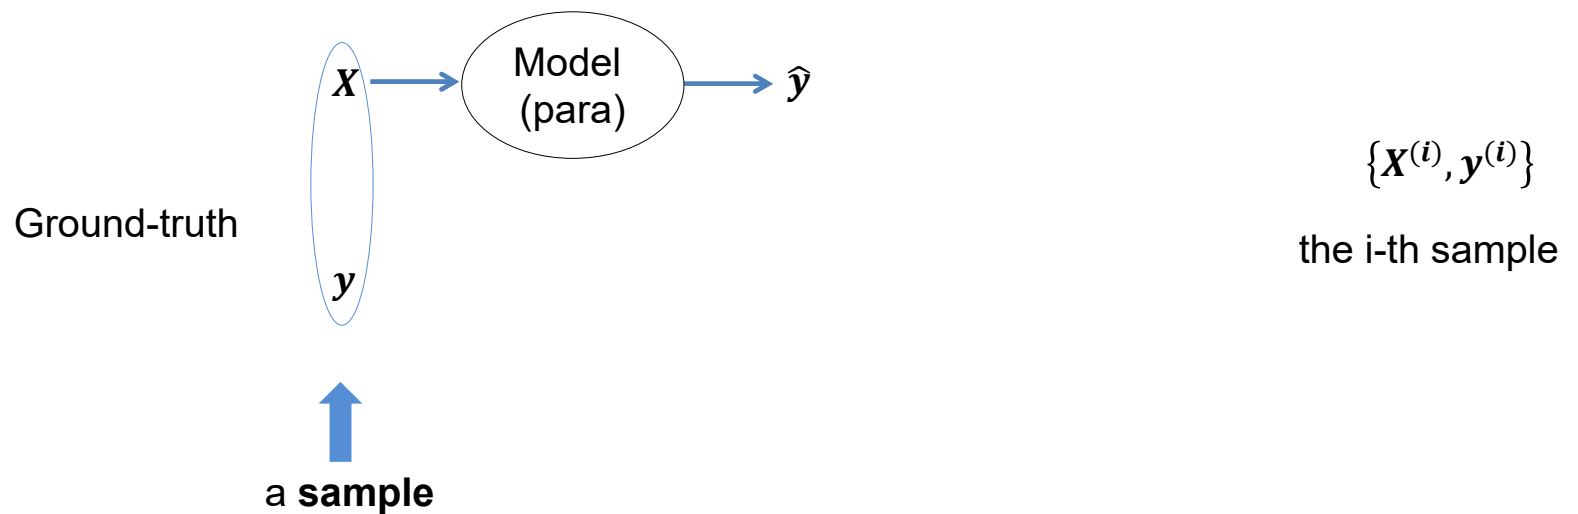 X
Model
(para)
ŷ
{X^(i), y^(i)}
Ground-truth
the i-th sample
y
a sample